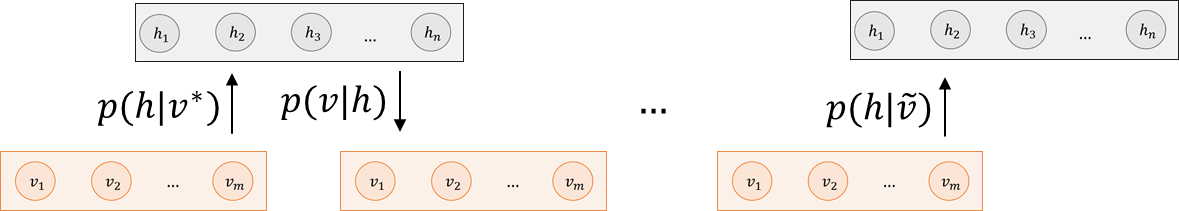 h₁ h₂ h₃ ... hₙ h₁ h₂ h₃ ... hₙ
p(h|v*) p(v|h) ... p(h|ṽ)
v₁ v₂ ... vₘ v₁ v₂ ... vₘ v₁ v₂ ... vₘ